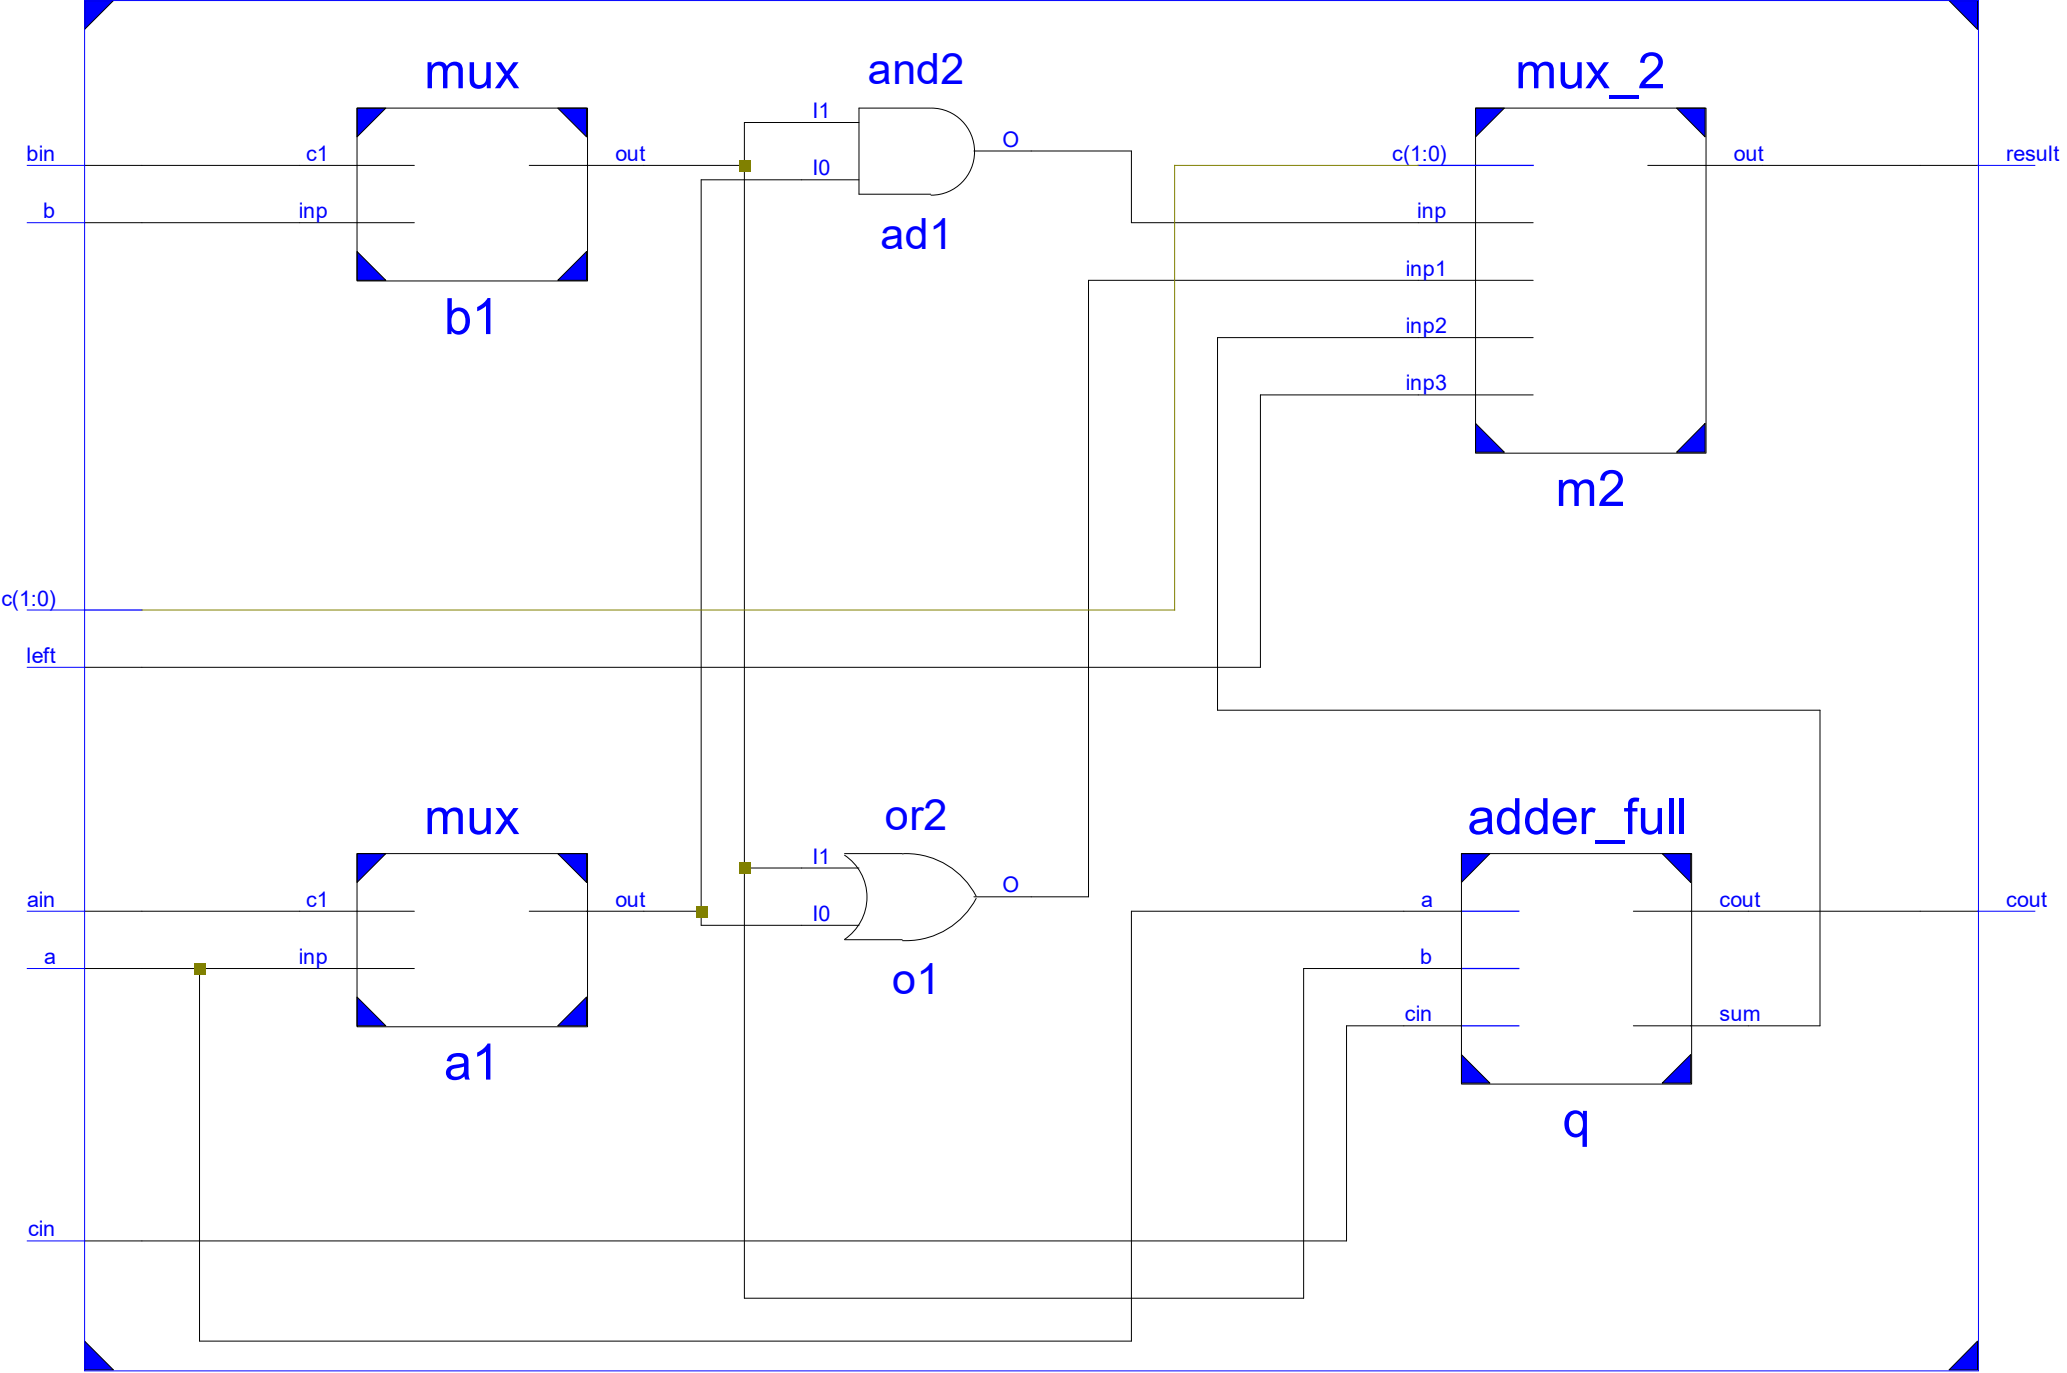 mux
and2
mux_2
I1
O
bin
c1
out
I0
c(1:0)
out
result
b
inp
inp
ad1
inp1
b1
inp2
inp3
m2
c(1:0)
left
mux
or2
adder_full
I1
O
ain
c1
out
I0
a
cout
cout
a
inp
b
o1
cin
sum
a1
q
cin